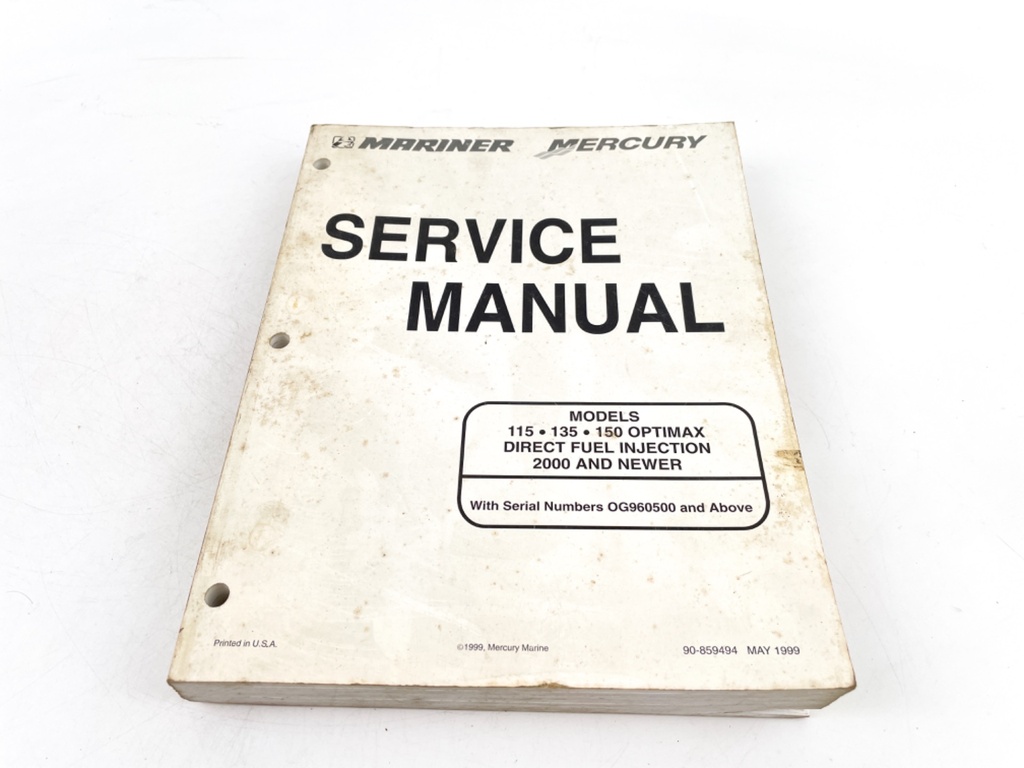 MARINER MERCURY
SERVICE
MANUAL
MODELS
115 • 135 • 150 OPTIMAX
DIRECT FUEL INJECTION
2000 AND NEWER
With Serial Numbers OG960500 and Above
Printed in U.S.A.
©1999, Mercury Marine
90-859494 MAY 1999